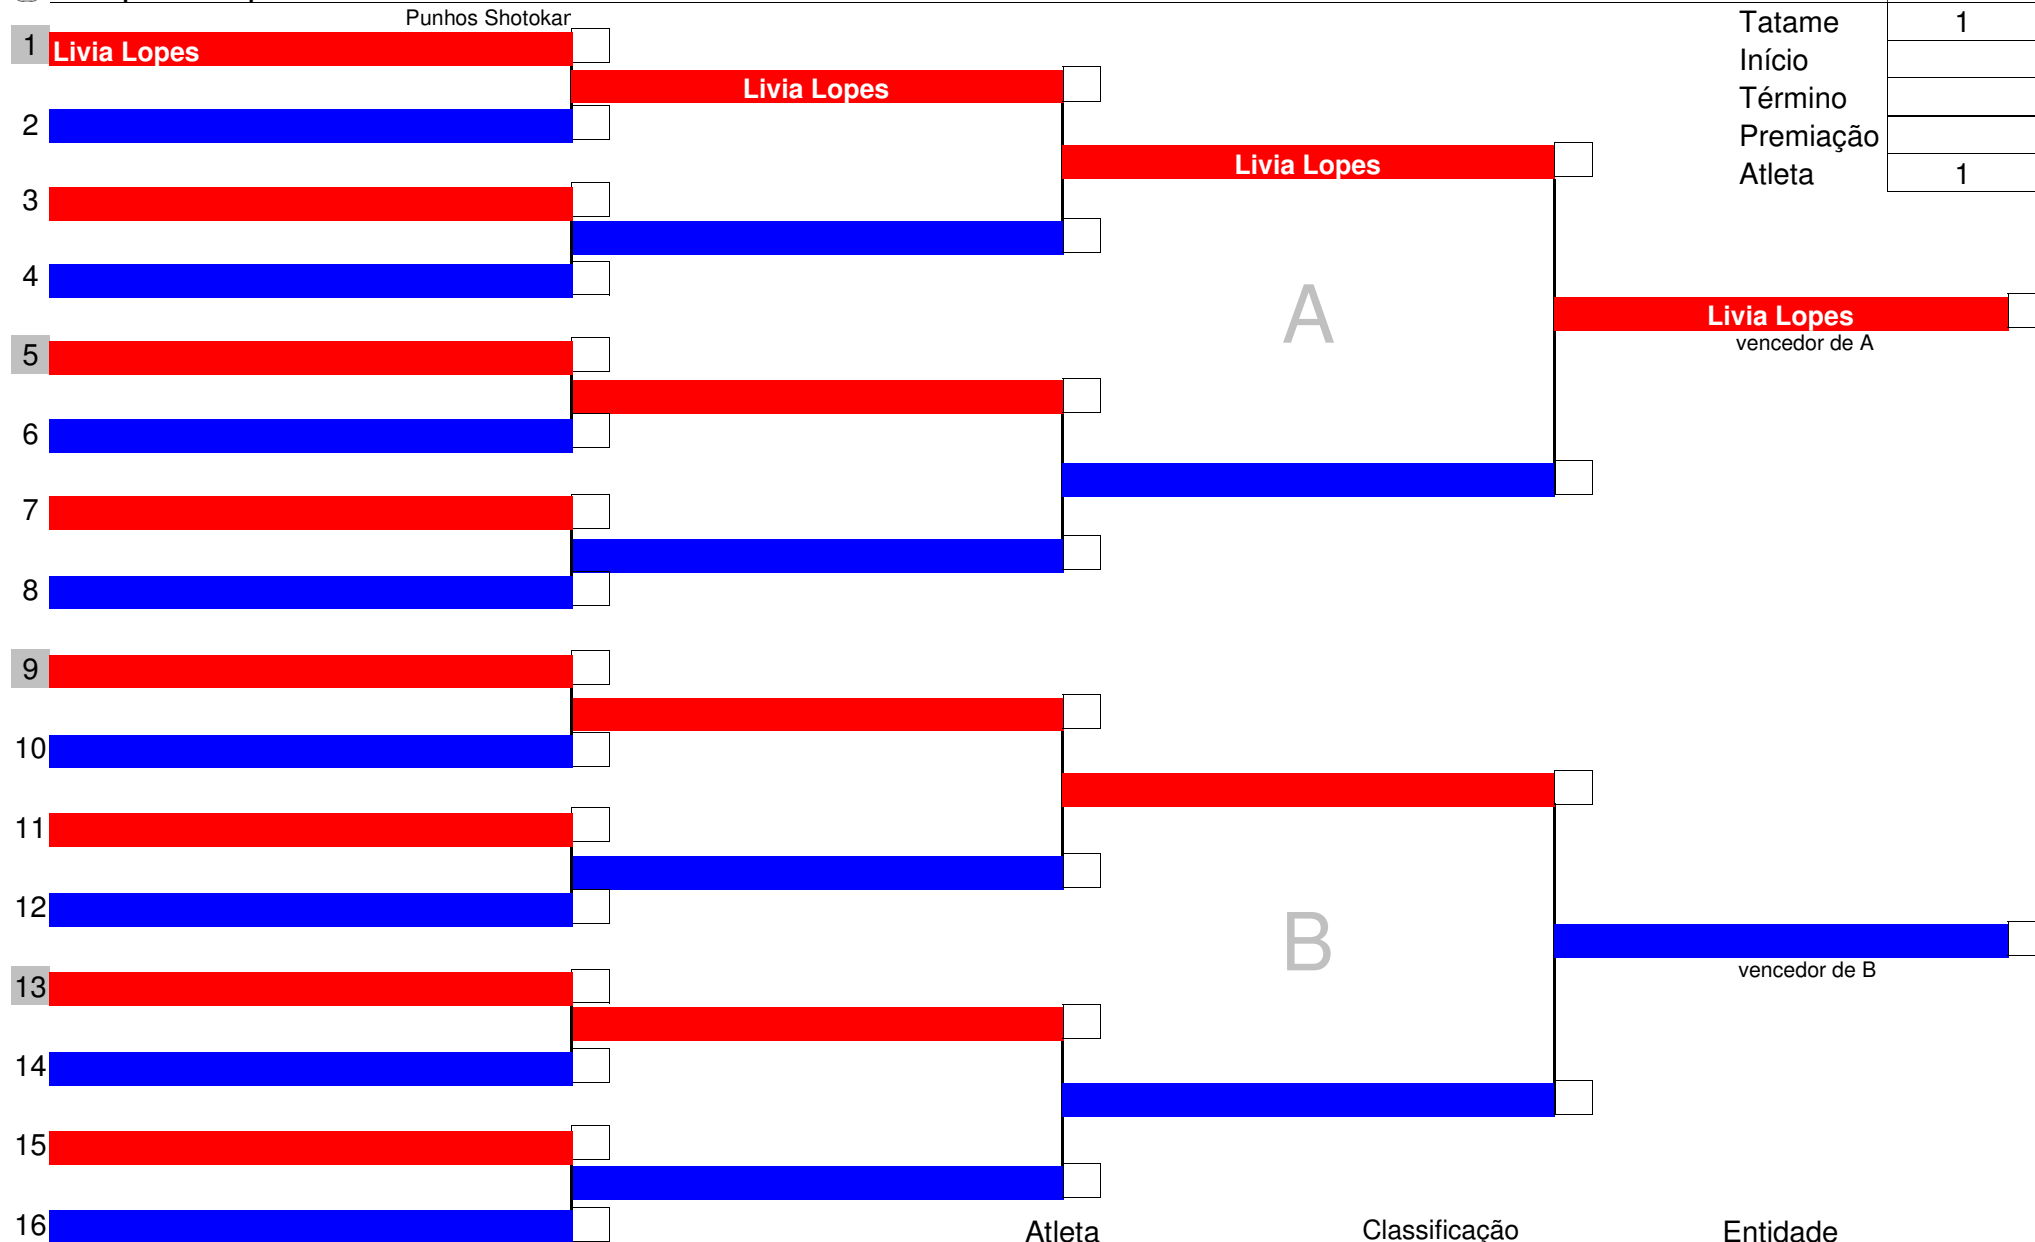 Punhos Shotokar
Tatame 1
1 Livia Lopes
Início
Livia Lopes
Término
2
Premiação
Livia Lopes
Atleta 1
3
4
A
Livia Lopes
vencedor de A
5
6
7
8
9
10
11
12
B
vencedor de B
13
14
15
16
Atleta Classificação Entidade